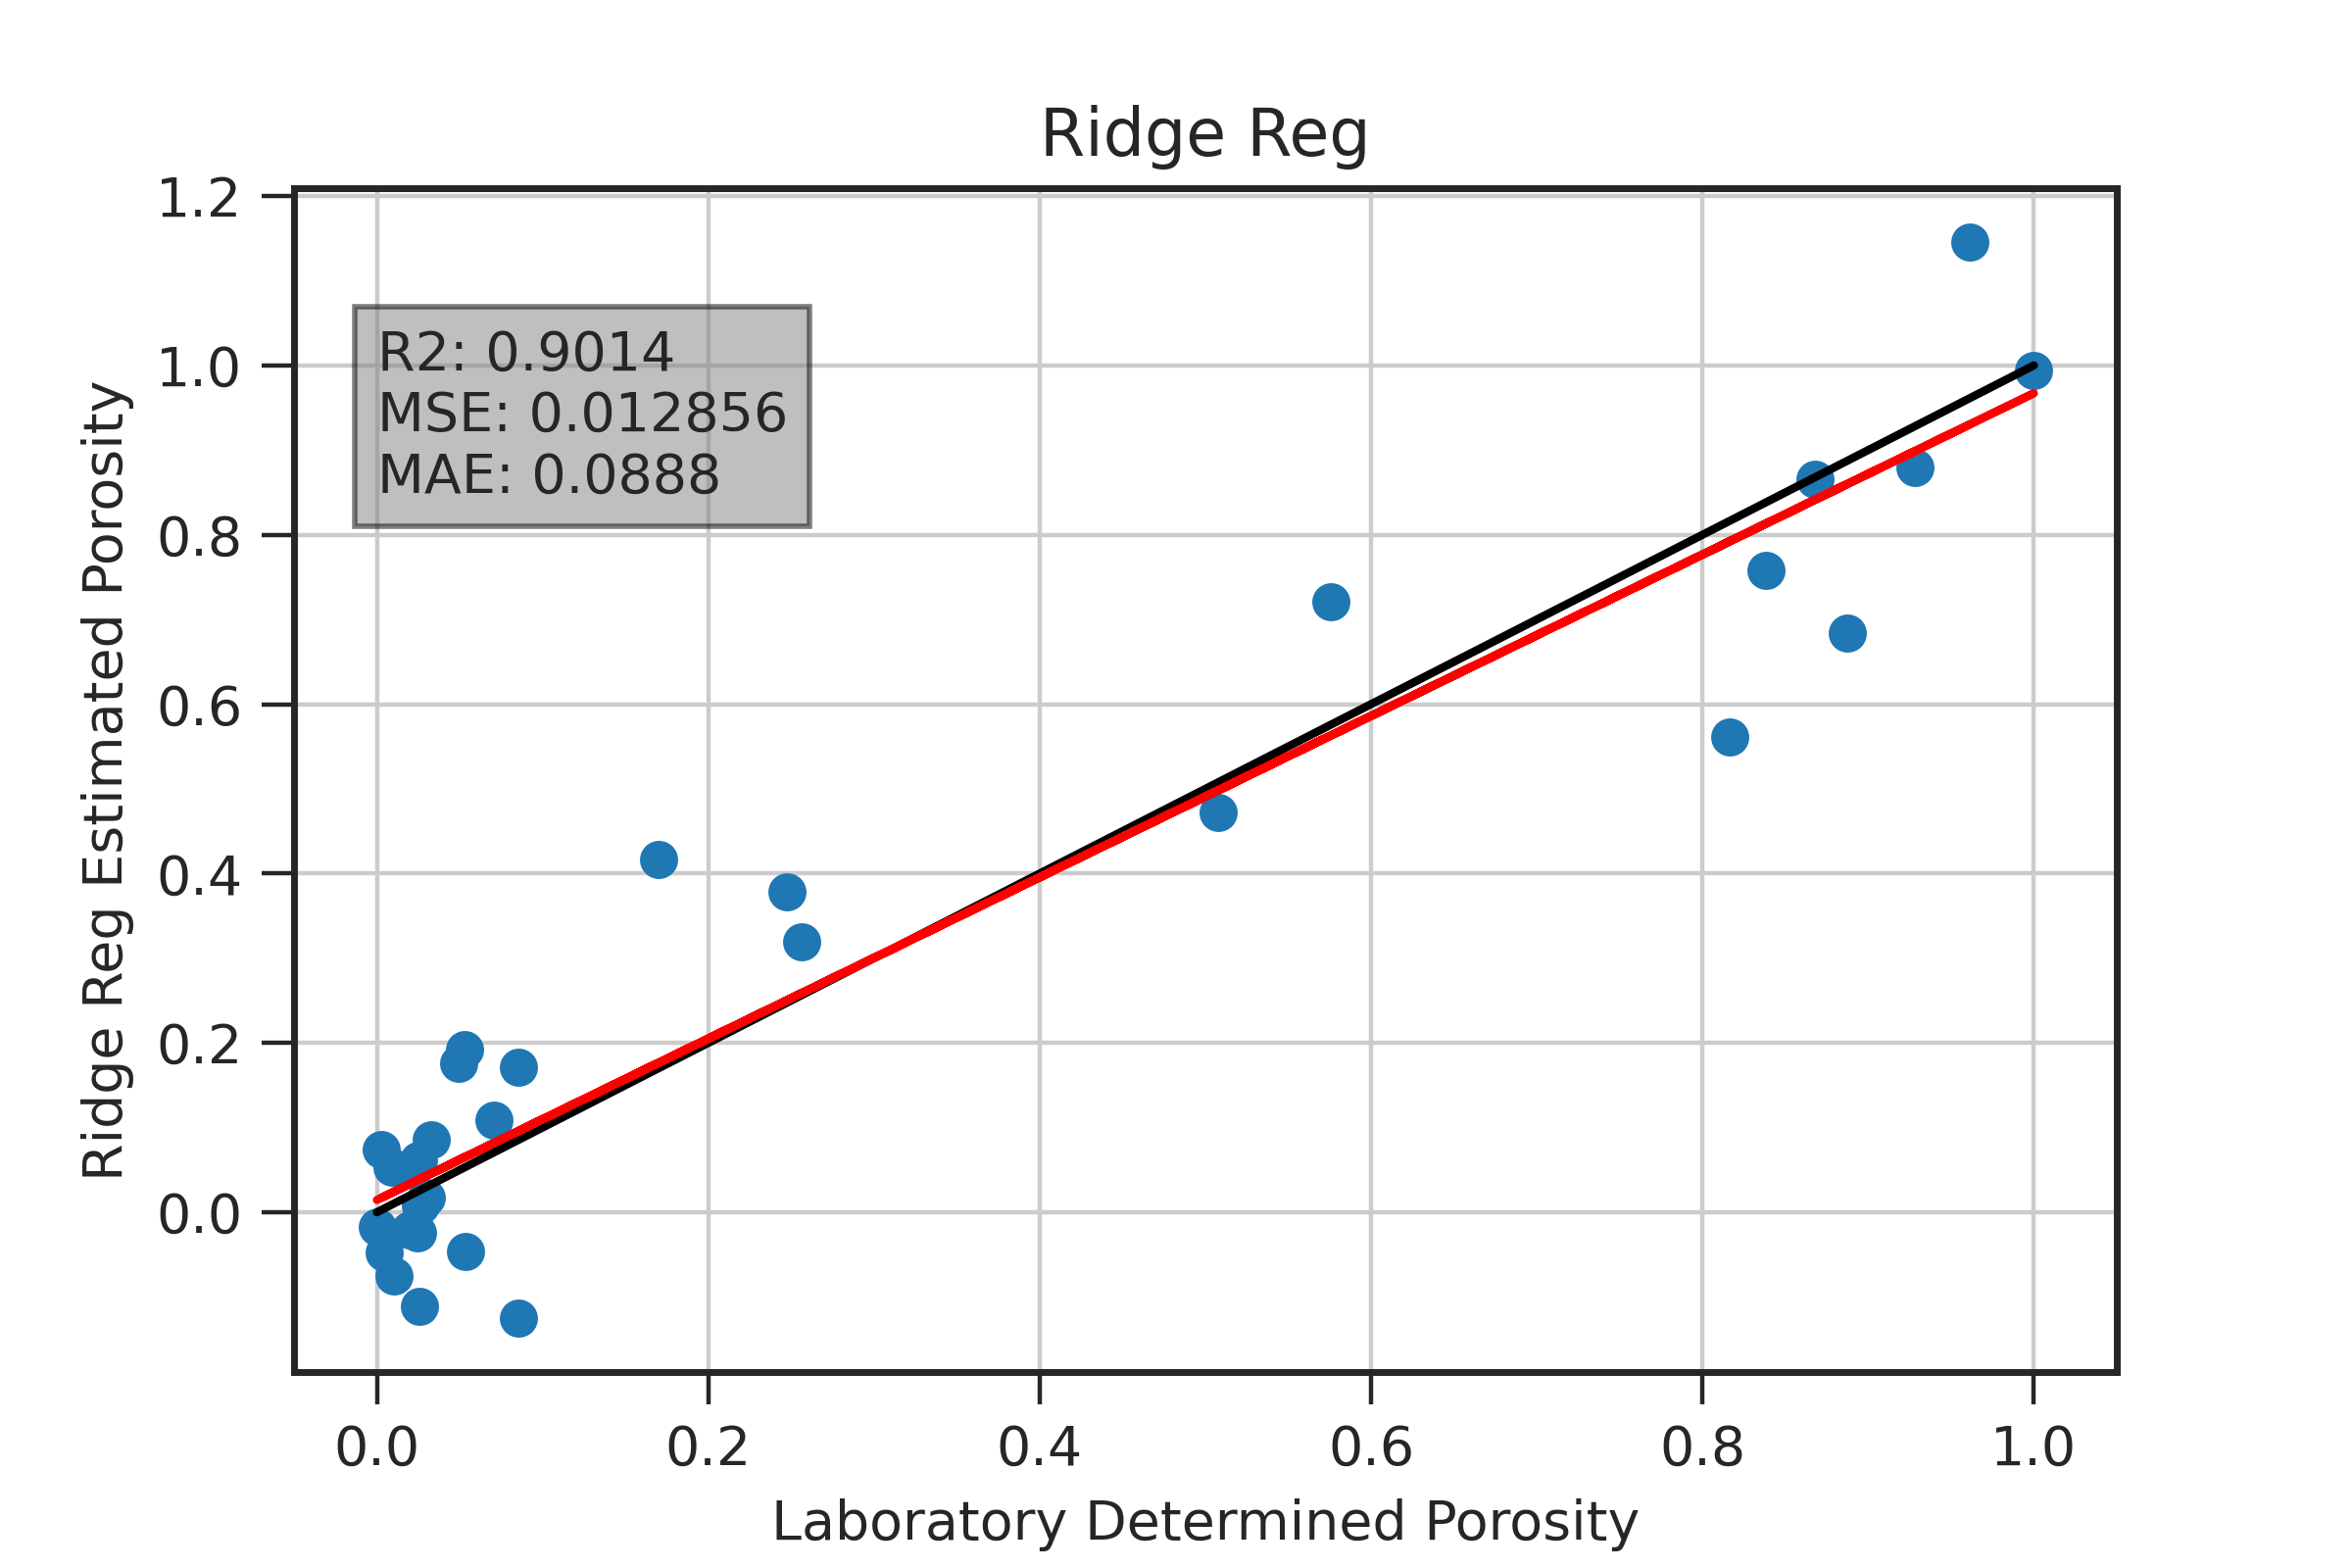 Ridge Reg
1.2
1.0
0.8
0.6
0.4
0.2
0.0
Ridge Reg Estimated Porosity
R2: 0.9014
MSE: 0.012856
MAE: 0.0888
0.0 0.2 0.4 0.6 0.8 1.0
Laboratory Determined Porosity